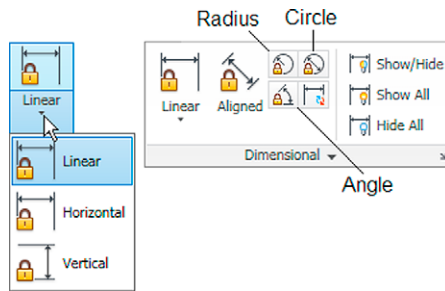 Radius Circle
Linear
Linear
Horizontal
Vertical
Linear Aligned
Show/Hide
Show All
Hide All
Dimensional
Angle